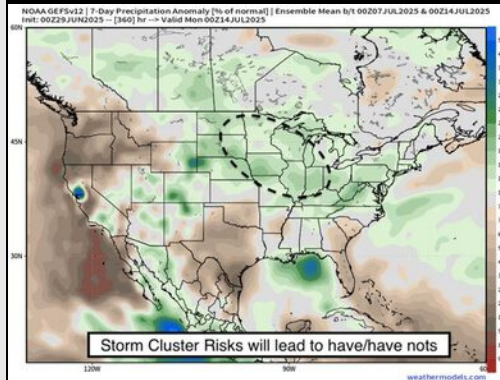 NOAA GEFSv12 | 7-Day Precipitation Anomaly [% of normal] | Ensemble Mean b/t 00Z07JUL2025 & 00Z14JUL2025
Init: 00Z29JUN2025 -- [360] hr --> Valid Mon 00Z14JUL2025
60N
45N
30N
Storm Cluster Risks will lead to have/have nots
120W
90W
60
weathermodels.com